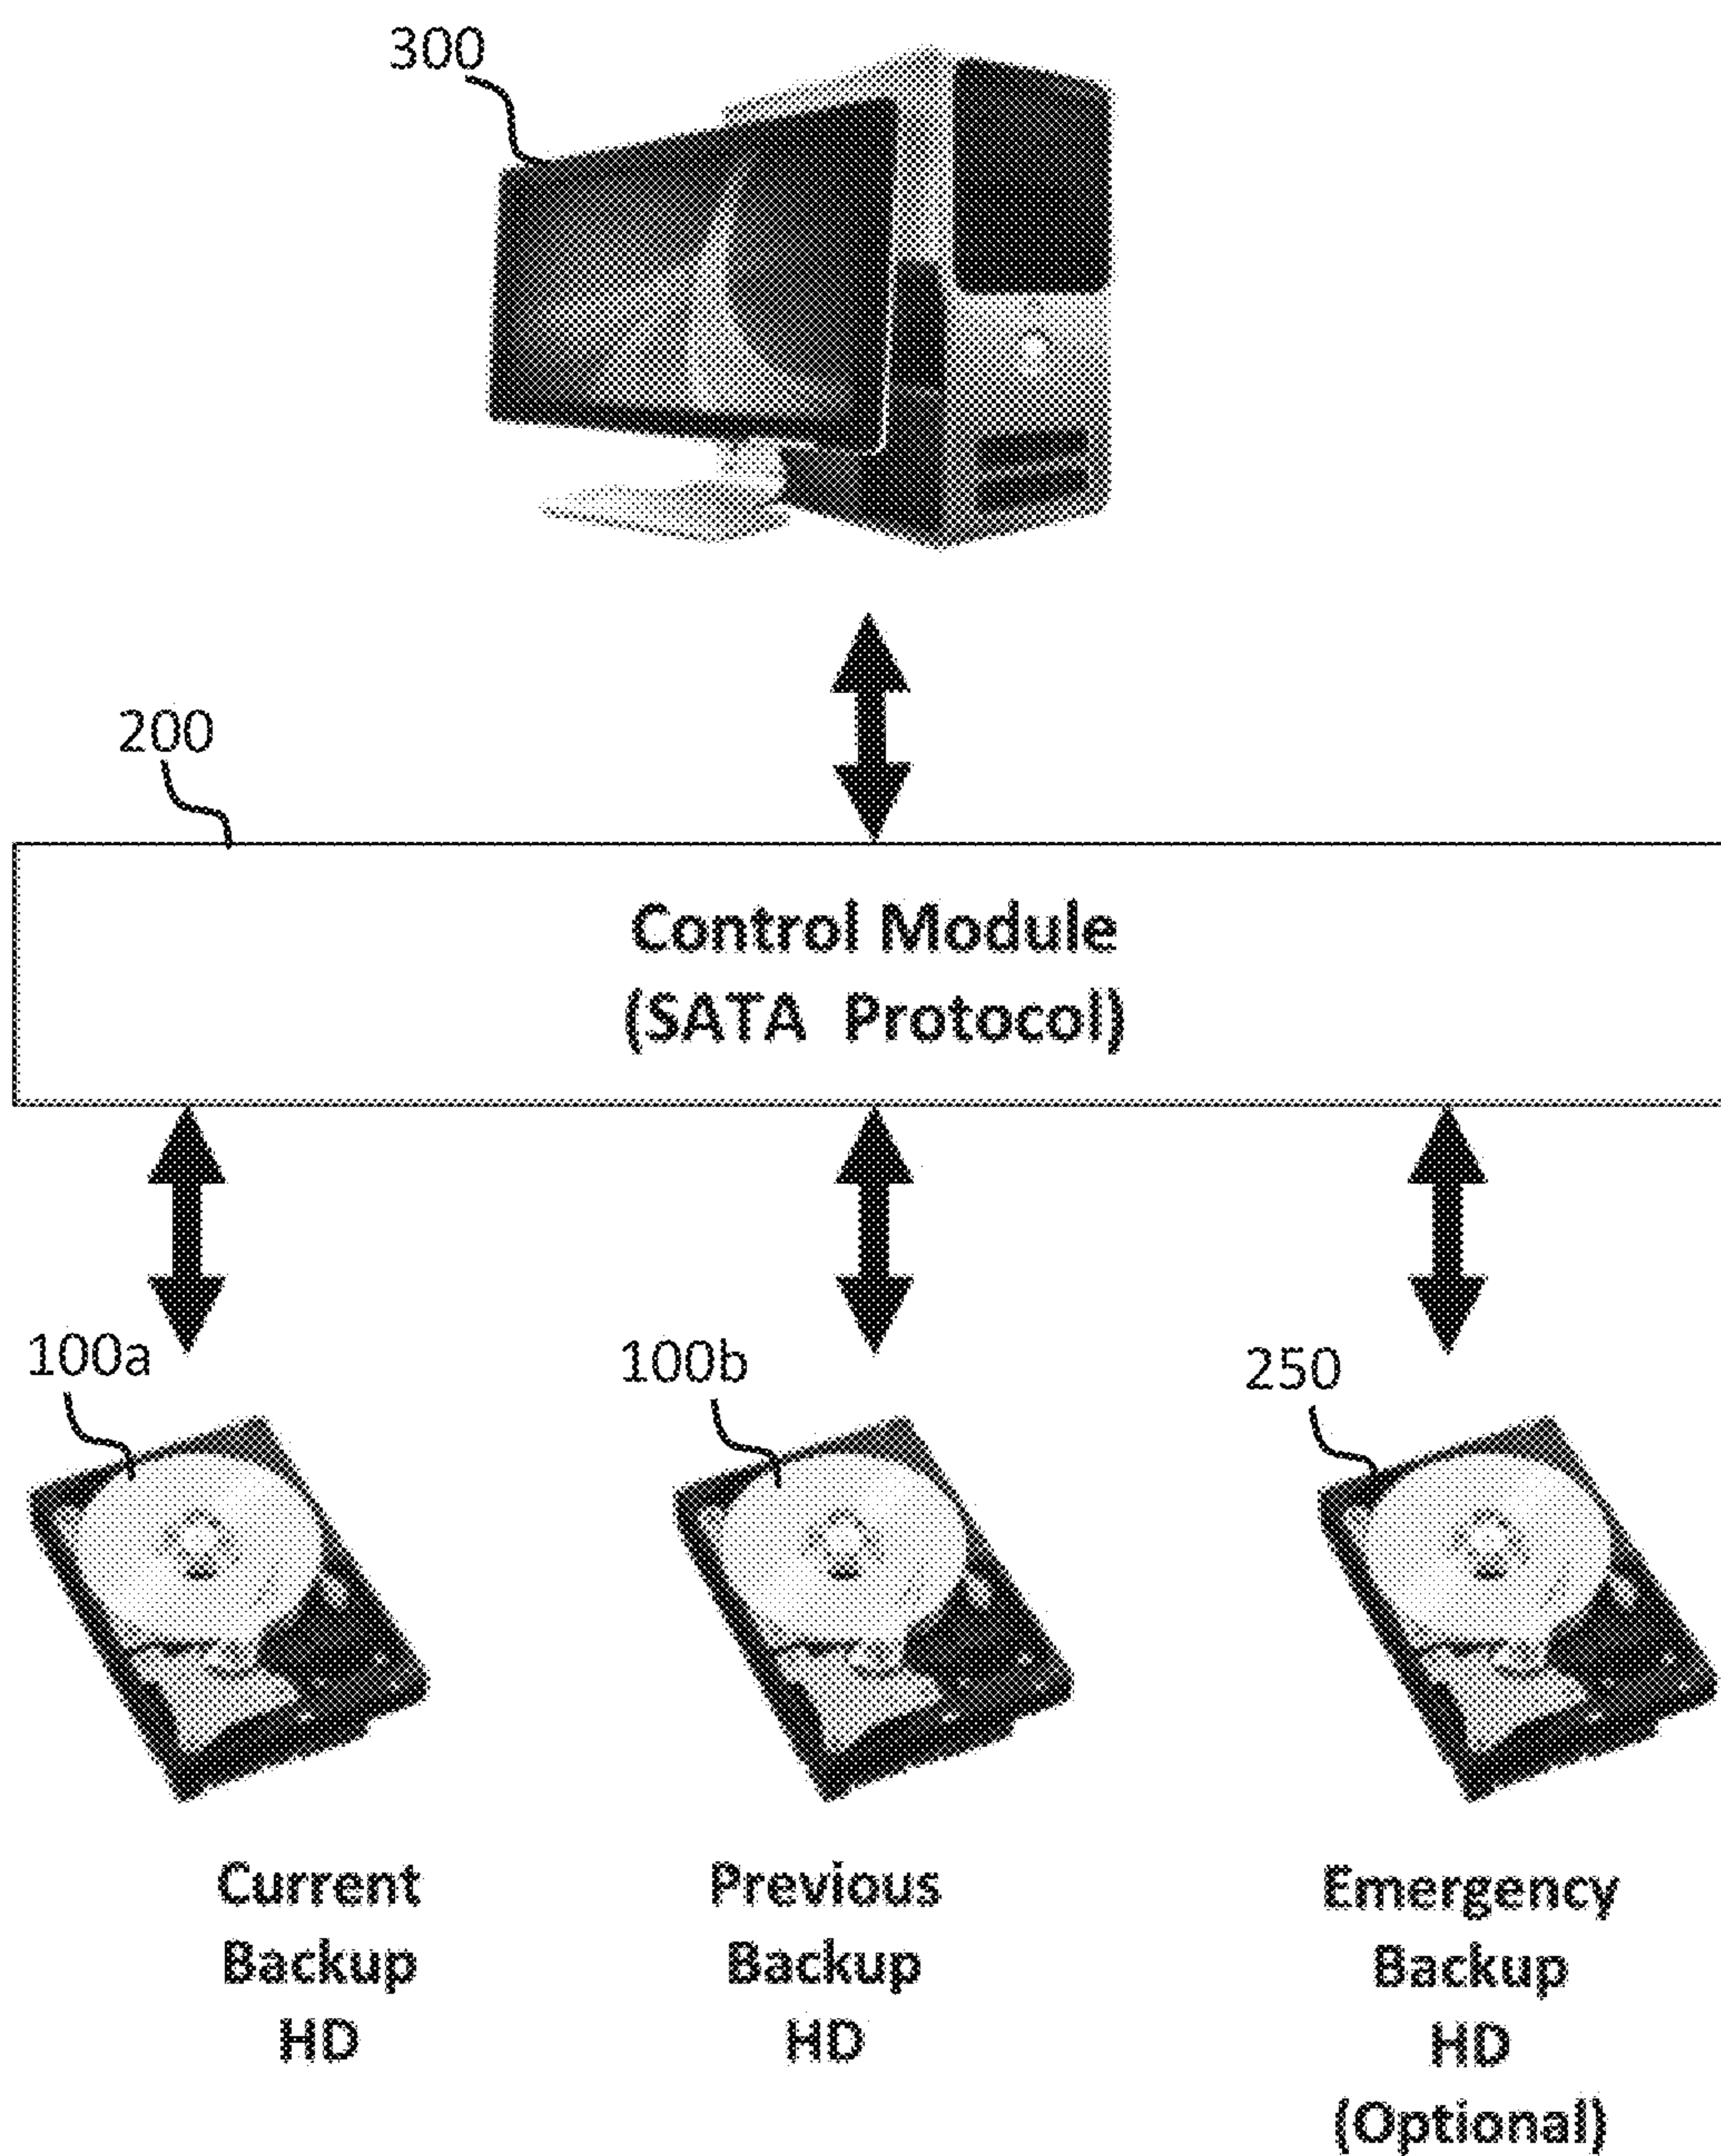 300
200
Control Module
(SATA Protocol)
100a
100b
250
Current
Backup
HD
Previous
Backup
HD
Emergency
Backup
HD
(Optional)